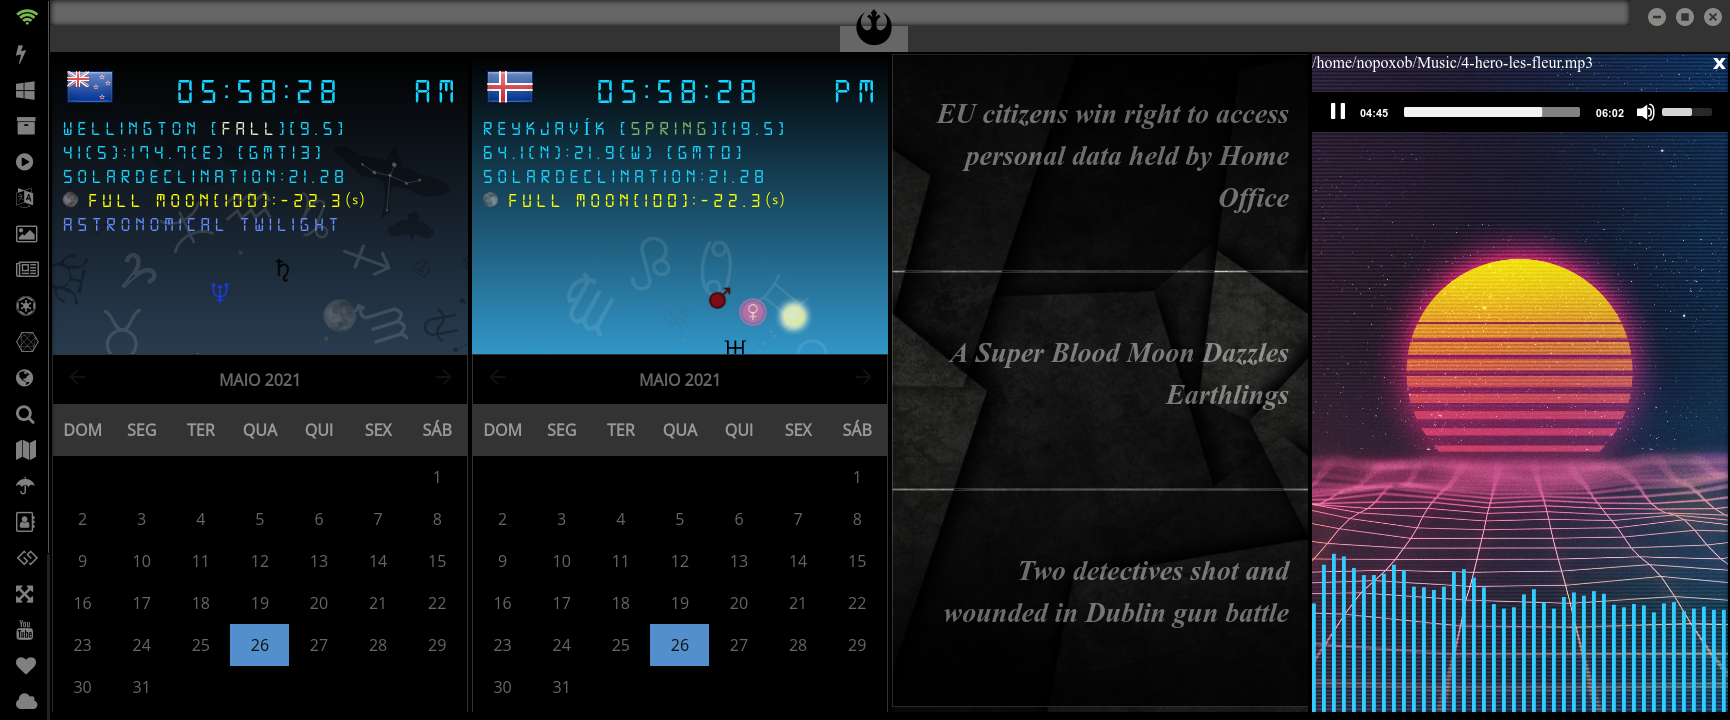 05:58:28 AM
WELLINGTON [FALL][9.5]
41(S):174.7(E) [GMT13]
SOLARDECLINATION:21.28
FULL MOON[100]:-22.3(s)
ASTRONOMICAL TWILIGHT
MAIO 2021
DOM SEG TER QUA QUI SEX SÁB
1
2 3 4 5 6 7 8
9 10 11 12 13 14 15
16 17 18 19 20 21 22
23 24 25 26 27 28 29
30 31
05:58:28 PM
REYKJAVÍK [SPRING][19.5]
64.1(N):21.9(W) [GMT0]
SOLARDECLINATION:21.28
FULL MOON[100]:-22.3(s)
MAIO 2021
DOM SEG TER QUA QUI SEX SÁB
1
2 3 4 5 6 7 8
9 10 11 12 13 14 15
16 17 18 19 20 21 22
23 24 25 26 27 28 29
30 31
EU citizens win right to access
personal data held by Home
Office
A Super Blood Moon Dazzles
Earthlings
Two detectives shot and
wounded in Dublin gun battle
/home/nopoxob/Music/4-hero-les-fleur.mp3 x
04:45 06:02
You
Tube